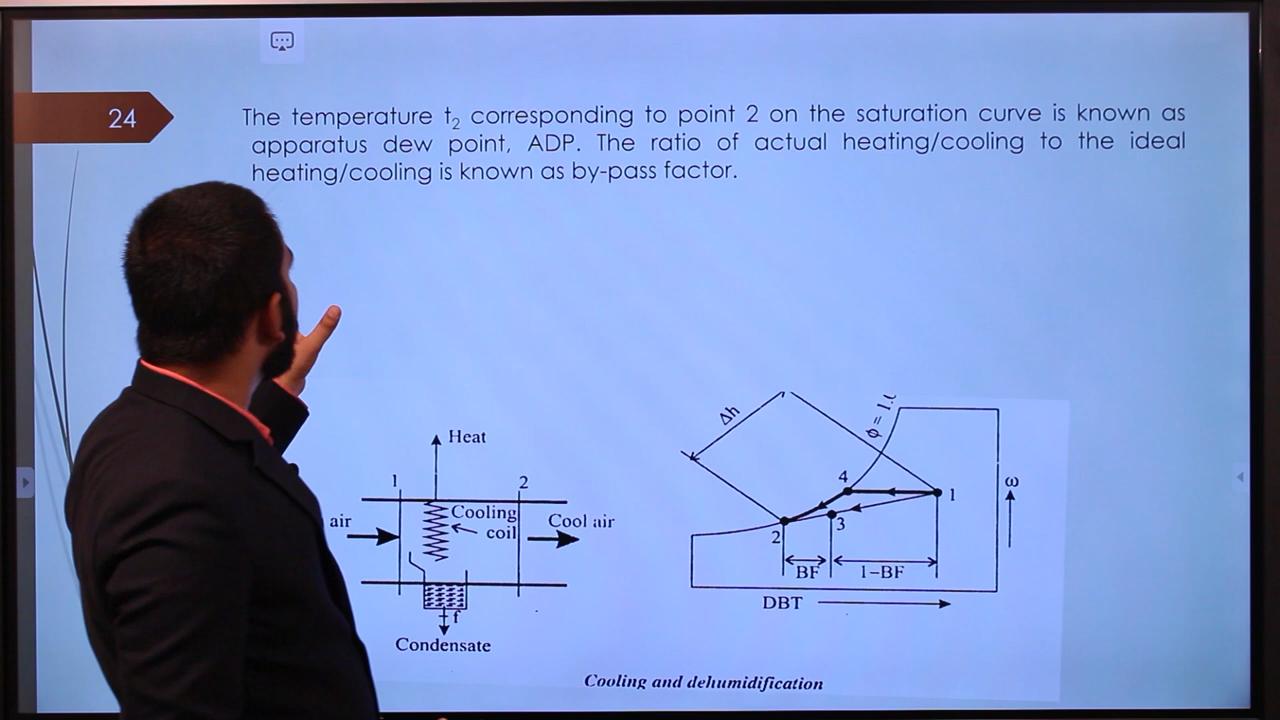 24
The temperature t₂ corresponding to point 2 on the saturation curve is known as
apparatus dew point, ADP. The ratio of actual heating/cooling to the ideal
heating/cooling is known as by-pass factor.
Heat
1
2
Cooling
coil
air
Cool air
f
Condensate
Δh
ϕ = 1.
4
1
ω
3
2
BF
1−BF
DBT
Cooling and dehumidification